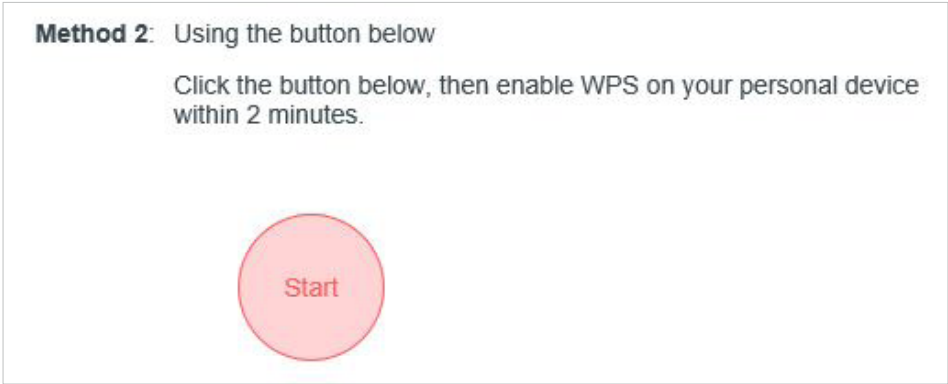 Method 2: Using the button below
Click the button below, then enable WPS on your personal device
within 2 minutes.
Start